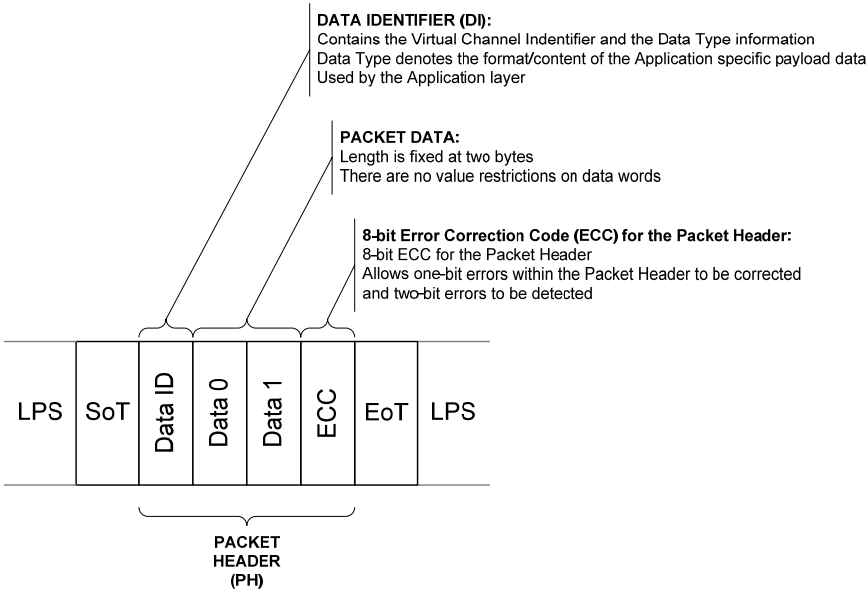 DATA IDENTIFIER (DI):
Contains the Virtual Channel Indentifier and the Data Type information
Data Type denotes the format/content of the Application specific payload data
Used by the Application layer
PACKET DATA:
Length is fixed at two bytes
There are no value restrictions on data words
8-bit Error Correction Code (ECC) for the Packet Header:
8-bit ECC for the Packet Header
Allows one-bit errors within the Packet Header to be corrected
and two-bit errors to be detected
LPS
SoT
Data ID
Data 0
Data 1
ECC
EoT
LPS
PACKET
HEADER
(PH)